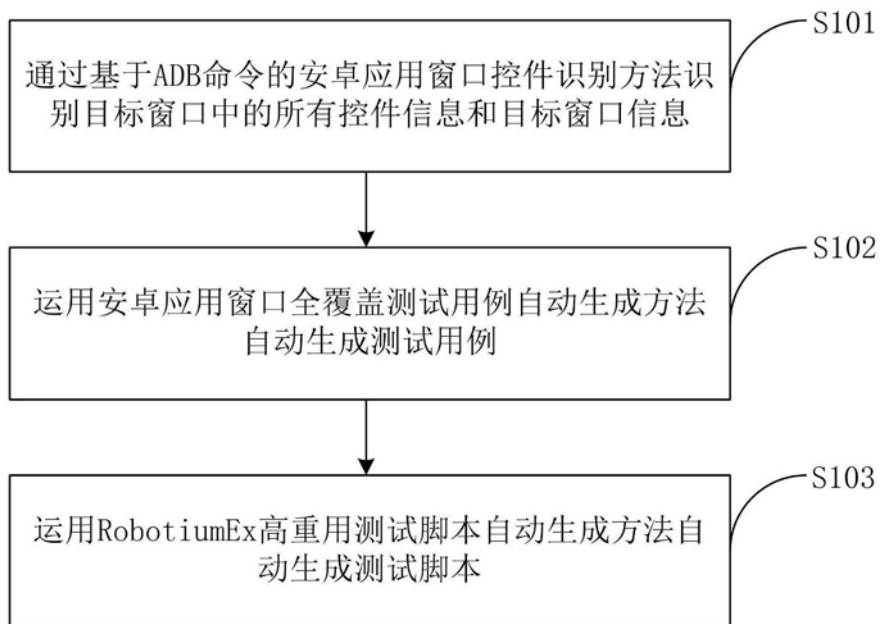 S101
通过基于ADB命令的安卓应用窗口控件识别方法识
别目标窗口中的所有控件信息和目标窗口信息
S102
运用安卓应用窗口全覆盖测试用例自动生成方法
自动生成测试用例
S103
运用RobotiumEx高重用测试脚本自动生成方法自
动生成测试脚本